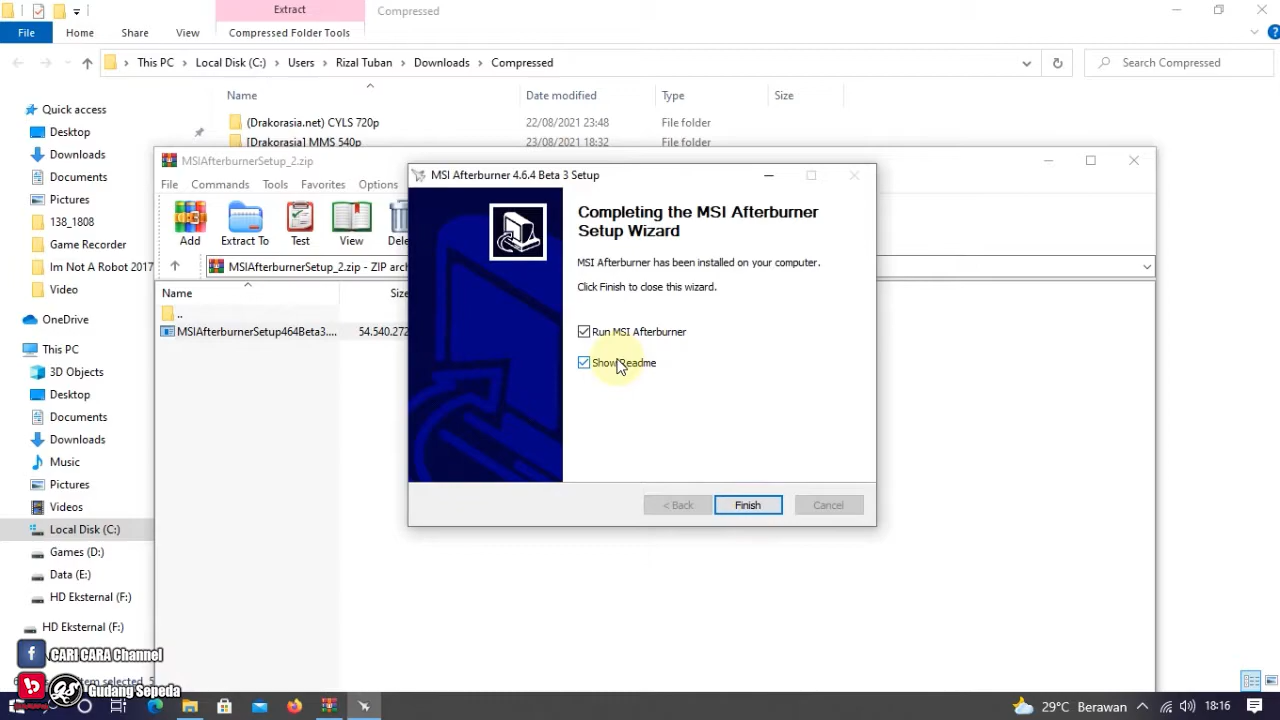 Extract
Compressed
File
Home
Share
View
Compressed Folder Tools
This PC
Local Disk (C:)
Users
Rizal Tuban
Downloads
Compressed
Search Compressed
Name
Date modified
Type
Size
(Drakorasia.net) CYLS 720p
22/08/2021 23:48
File folder
[Drakorasia] MMS 540p
23/08/2021 18:32
File folder
Quick access
Desktop
Downloads
Documents
Pictures
138_1808
Game Recorder
Im Not A Robot 2017
Video
OneDrive
This PC
3D Objects
Desktop
Documents
Downloads
Music
Pictures
Videos
Local Disk (C:)
Games (D:)
Data (E:)
HD Eksternal (F:)
HD Eksternal (F:)
MSIAfterburnerSetup_2.zip
File
Commands
Tools
Favorites
Options
Add
Extract To
Test
View
Dele
MSIAfterburnerSetup_2.zip - ZIP arch
Name
Size
..
MSIAfterburnerSetup464Beta3....
54.540.272
MSI Afterburner 4.6.4 Beta 3 Setup
Completing the MSI Afterburner
Setup Wizard
MSI Afterburner has been installed on your computer.
Click Finish to close this wizard.
Run MSI Afterburner
Show Readme
< Back
Finish
Cancel
CARI CARA Channel
Gudang Sepeda
29°C Berawan
18:16